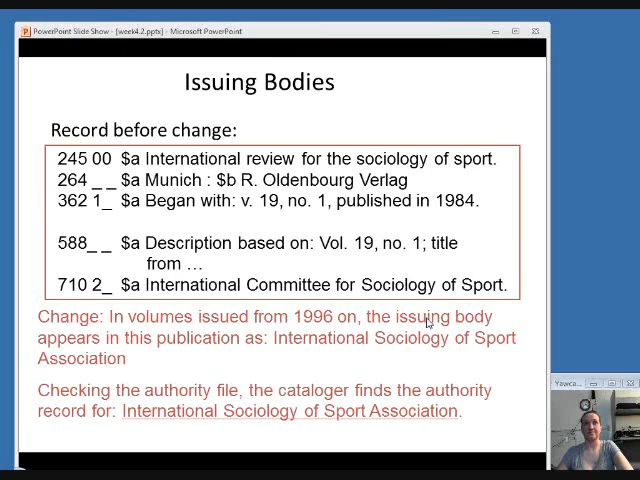 PowerPoint Slide Show - [week4.2.pptx] - Microsoft PowerPoint
Issuing Bodies
Record before change:
245 00 $a International review for the sociology of sport.
264 _ _ $a Munich : $b R. Oldenbourg Verlag
362 1_ $a Began with: v. 19, no. 1, published in 1984.
588_ _ $a Description based on: Vol. 19, no. 1; title
from …
710 2_ $a International Committee for Sociology of Sport.
Change: In volumes issued from 1996 on, the issuing body
appears in this publication as: International Sociology of Sport
Association
Checking the authority file, the cataloger finds the authority
record for: International Sociology of Sport Association.
Yawca...